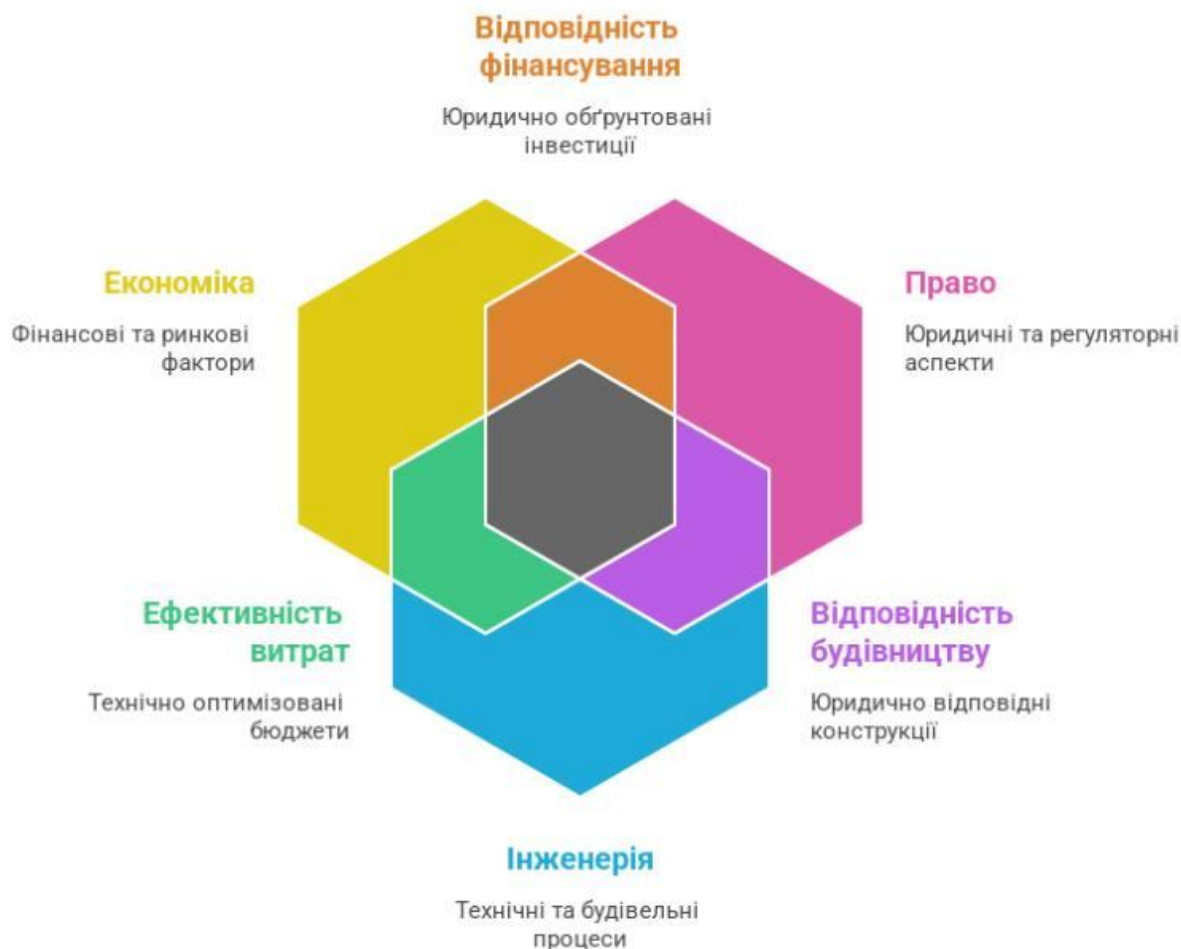 Відповідність
фінансування
Юридично обґрунтовані
інвестиції
Економіка
Фінансові та ринкові
фактори
Право
Юридичні та регуляторні
аспекти
Ефективність
витрат
Технічно оптимізовані
бюджети
Відповідність
будівництву
Юридично відповідні
конструкції
Інженерія
Технічні та будівельні
процеси